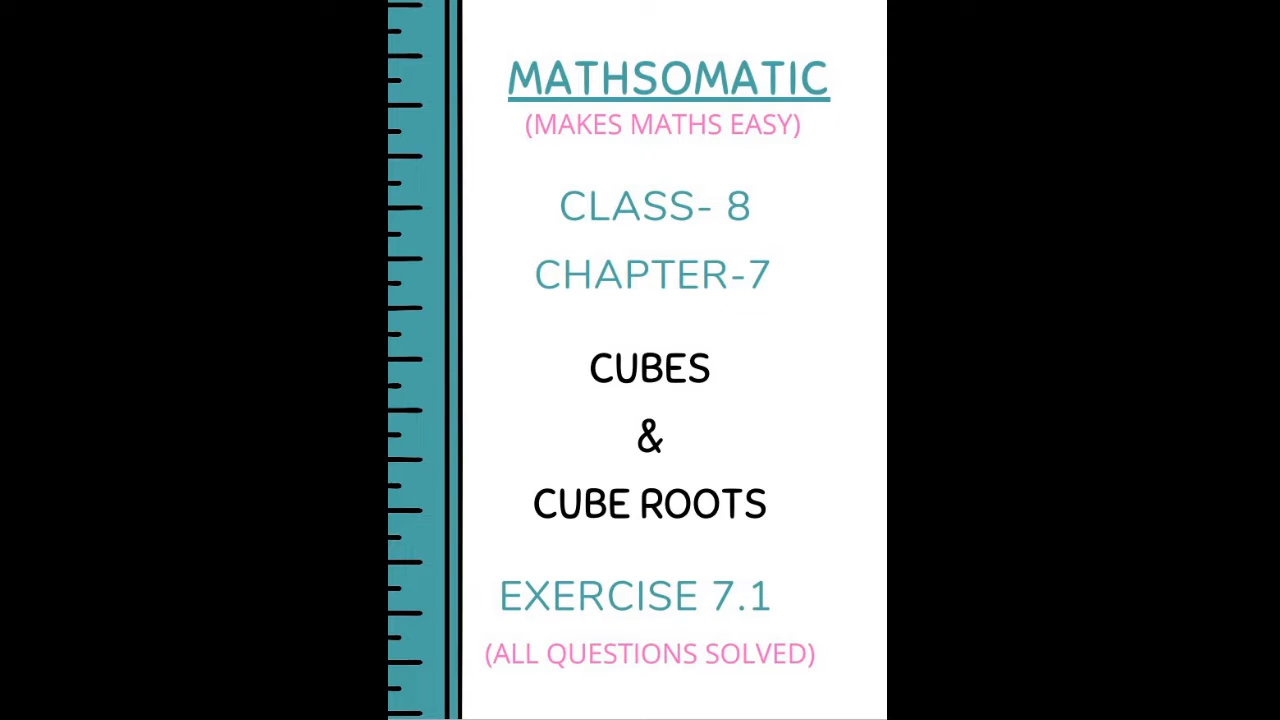 MATHSOMATIC
(MAKES MATHS EASY)
CLASS- 8
CHAPTER-7
CUBES
&
CUBE ROOTS
EXERCISE 7.1
(ALL QUESTIONS SOLVED)